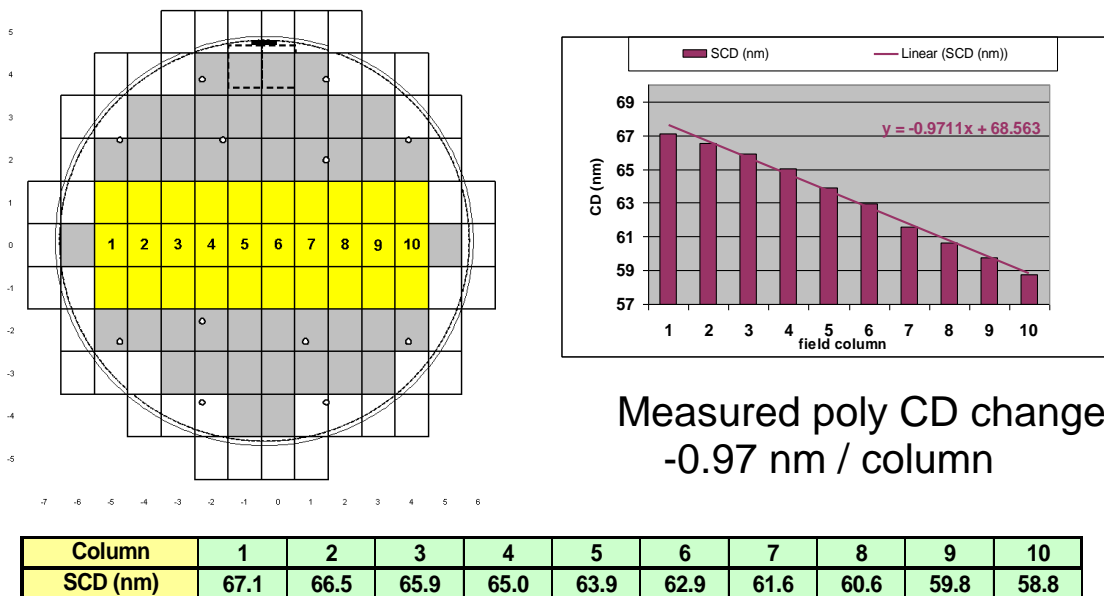 5
4
3
2
1
0
-1
-2
-3
-4
-5
1 2 3 4 5 6 7 8 9 10
-7 -6 -5 -4 -3 -2 -1 0 1 2 3 4 5 6
SCD (nm) Linear (SCD (nm))
69
67
65
63
61
59
57
CD (nm)
y = -0.9711x + 68.563
1 2 3 4 5 6 7 8 9 10
field column
Measured poly CD change
-0.97 nm / column
Column 1 2 3 4 5 6 7 8 9 10
SCD (nm) 67.1 66.5 65.9 65.0 63.9 62.9 61.6 60.6 59.8 58.8